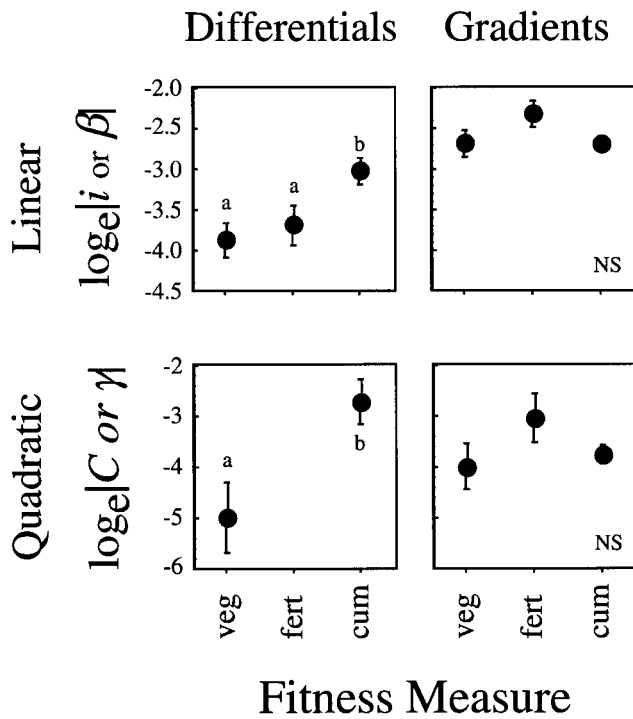 Differentials Gradients
Linear
logₑ|i or β|
-2.0
-2.5
-3.0
-3.5
-4.0
-4.5
a
a
b
NS
Quadratic
logₑ|C or γ|
-2
-3
-4
-5
-6
a
b
NS
veg fert cum veg fert cum
Fitness Measure